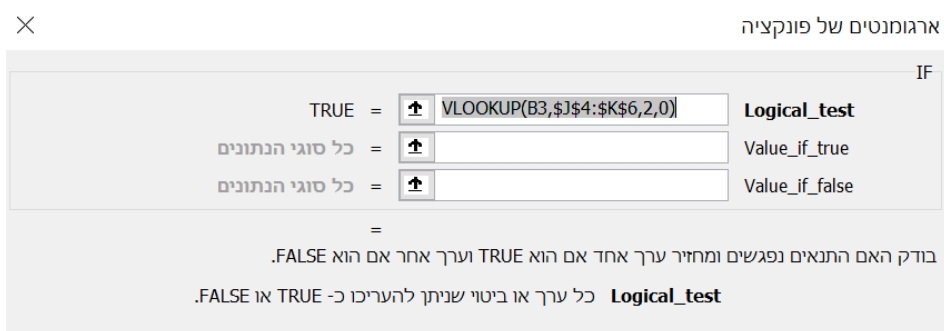 ארגומנטים של פונקציה
IF
Logical_test VLOOKUP(B3,$J$4:$K$6,2,0) = TRUE
Value_if_true = כל סוגי הנתונים
Value_if_false = כל סוגי הנתונים
=
בודק האם התנאים נפגשים ומחזיר ערך אחד אם הוא TRUE וערך אחר אם הוא FALSE.
Logical_test כל ערך או ביטוי שניתן להעריכו כ- TRUE או FALSE.